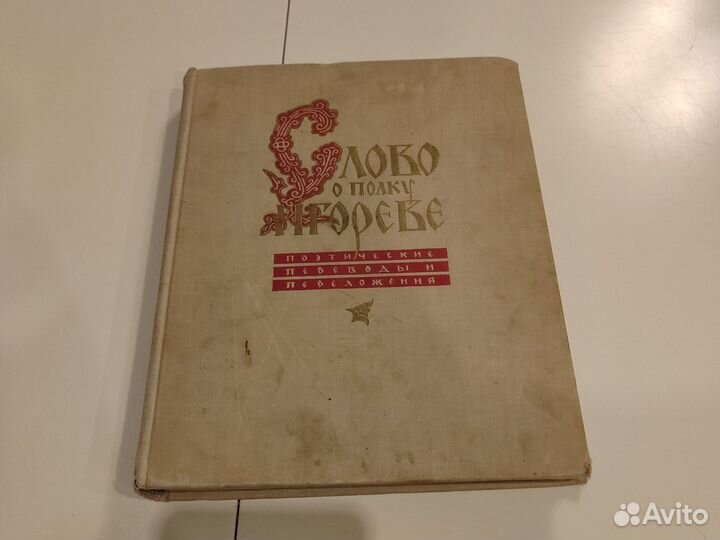 Слово
о полку
Игореве
поэтические
переводы и
переложения
Avito